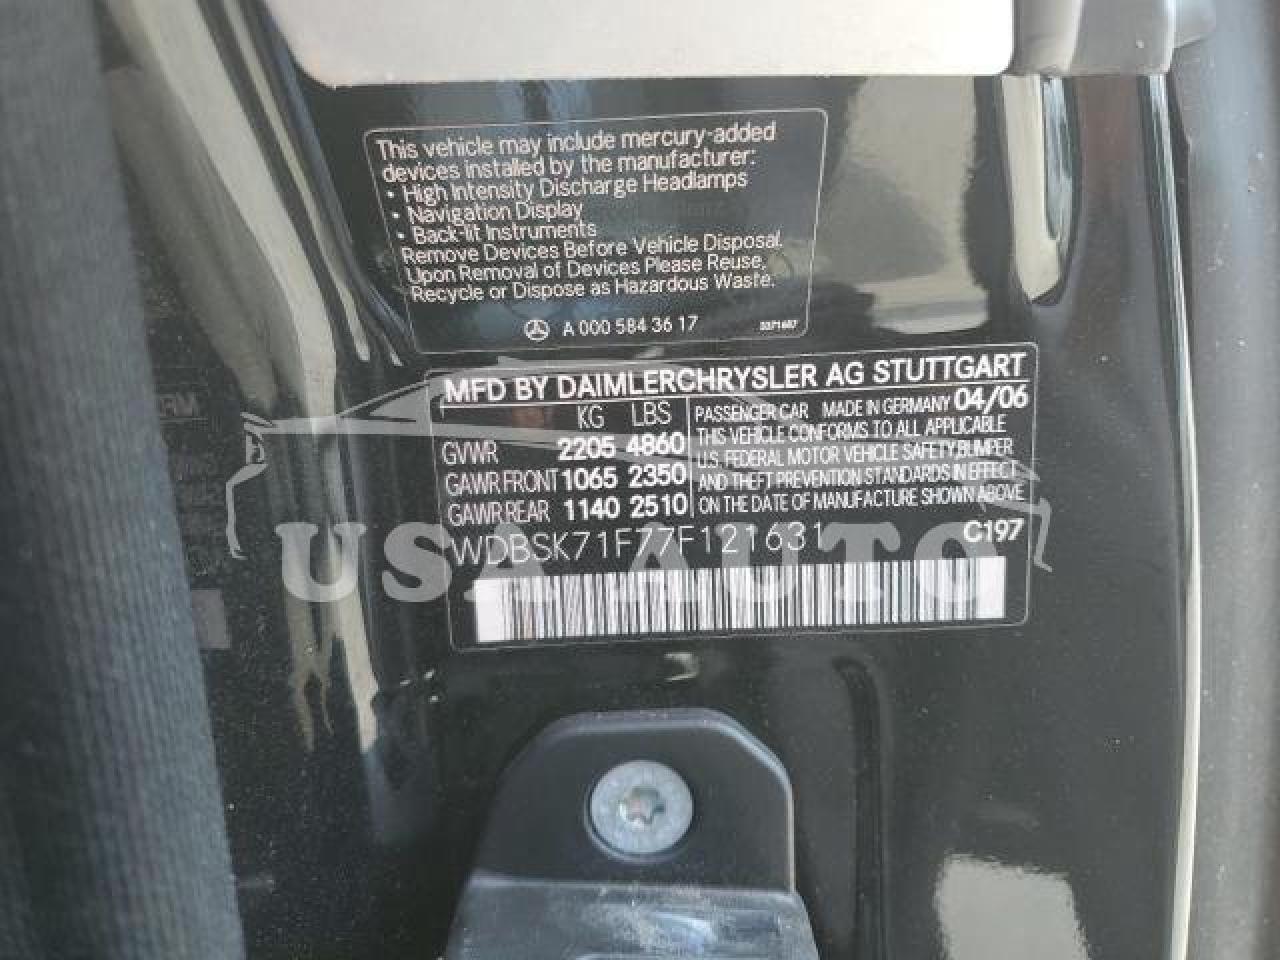 This vehicle may include mercury-added
devices installed by the manufacturer:
• High Intensity Discharge Headlamps
• Navigation Display
• Back-lit Instruments
Remove Devices Before Vehicle Disposal.
Upon Removal of Devices Please Reuse,
Recycle or Dispose as Hazardous Waste.
A 000 584 36 17
MFD BY DAIMLERCHRYSLER AG STUTTGART
KG LBS
GVWR 2205 4860
GAWR FRONT 1065 2350
GAWR REAR 1140 2510
PASSENGER CAR MADE IN GERMANY 04/06
THIS VEHICLE CONFORMS TO ALL APPLICABLE
U.S. FEDERAL MOTOR VEHICLE SAFETY, BUMPER
AND THEFT PREVENTION STANDARDS IN EFFECT
ON THE DATE OF MANUFACTURE SHOWN ABOVE
WDBSK71F77F121631 C197
USA AUTO